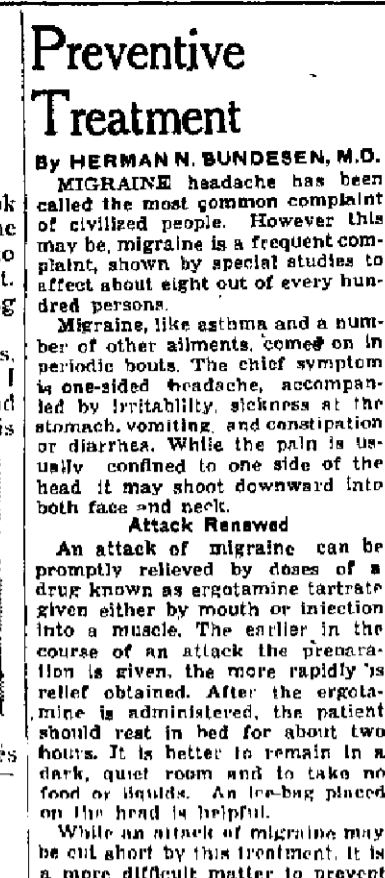 Preventive
Treatment
By HERMAN N. BUNDESEN, M.D.
MIGRAINE headache has been
called the most common complaint
of civilized people. However this
may be, migraine is a frequent com-
plaint, shown by special studies to
affect about eight out of every hun-
dred persons.
Migraine, like asthma and a num-
ber of other ailments, comes on in
periodic bouts. The chief symptom
is one-sided headache, accompan-
ied by irritability, sickness at the
stomach, vomiting, and constipation
or diarrhea. While the pain is us-
ually confined to one side of the
head it may shoot downward into
both face and neck.
Attack Renewed
An attack of migraine can be
promptly relieved by doses of a
drug known as ergotamine tartrate
given either by mouth or injection
into a muscle. The earlier in the
course of an attack the prepara-
tion is given, the more rapidly is
relief obtained. After the ergota-
mine is administered, the patient
should rest in bed for about two
hours. It is better to remain in a
dark, quiet room and to take no
food or liquids. An ice-bag placed
on the head is helpful.
While an attack of migraine may
be cut short by this treatment, it is
a more difficult matter to prevent